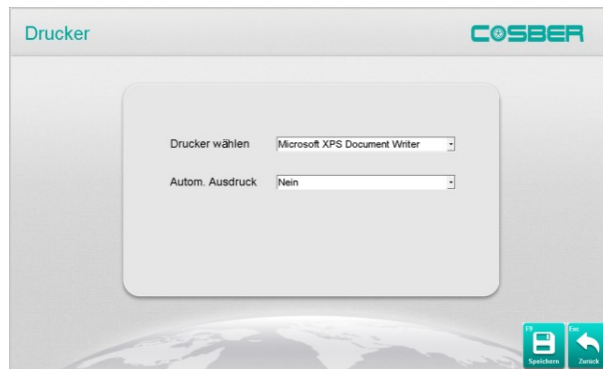 Drucker
COSBER
Drucker wählen
Microsoft XPS Document Writer
Autom. Ausdruck
Nein
F9
Speichern
Esc
Zurück